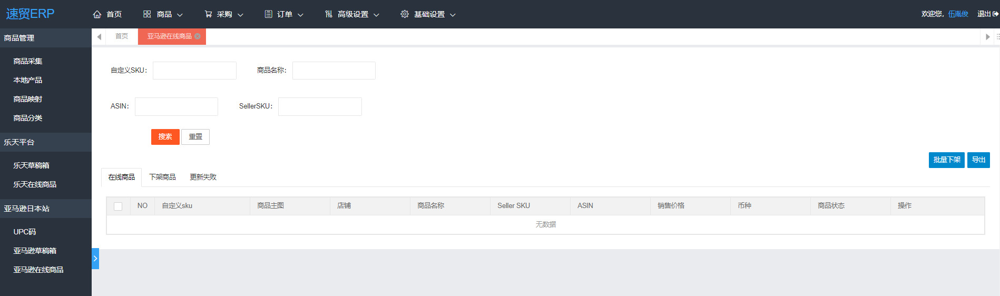 速贸ERP 首页 商品 采购 订单 高级设置 基础设置 欢迎您，伍胤俊 退出
商品管理
商品采集
本地产品
商品映射
商品分类
乐天平台
乐天草稿箱
乐天在线商品
亚马逊日本站
UPC码
亚马逊草稿箱
亚马逊在线商品
首页 亚马逊在线商品
自定义SKU： 商品名称：
ASIN： SellerSKU：
搜索 重置
批量下架 导出
在线商品 下架商品 更新失败
NO 自定义sku 商品主图 店铺 商品名称 Seller SKU ASIN 销售价格 币种 商品状态 操作
无数据